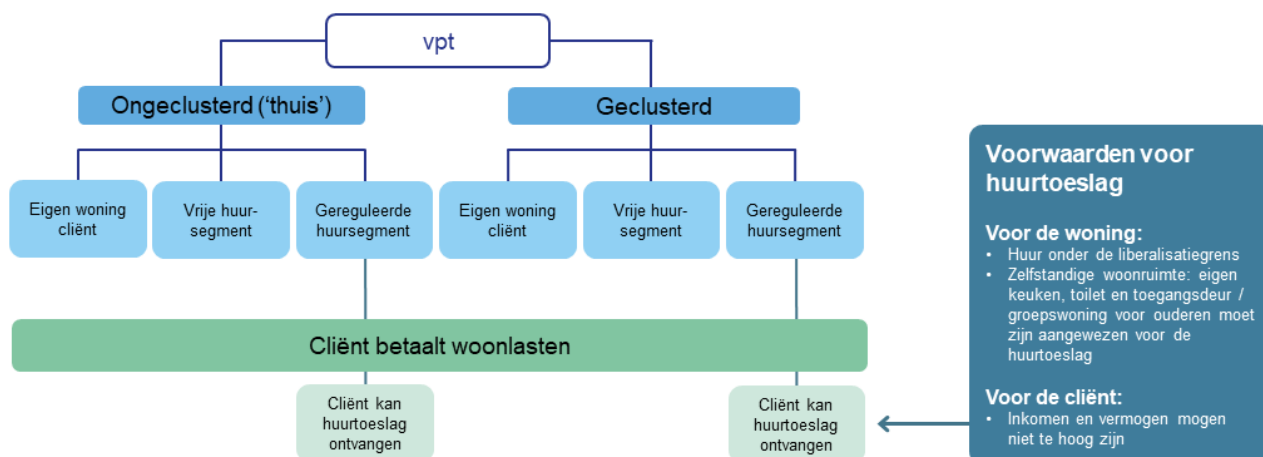 vpt
Ongeclusterd (‘thuis’)
Geclusterd
Eigen woning
cliënt
Vrije huur-
segment
Gereguleerde
huursegment
Eigen woning
cliënt
Vrije huur-
segment
Gereguleerde
huursegment
Cliënt betaalt woonlasten
Cliënt kan
huurtoeslag
ontvangen
Cliënt kan
huurtoeslag
ontvangen
Voorwaarden voor
huurtoeslag
Voor de woning:
• Huur onder de liberalisatiegrens
• Zelfstandige woonruimte: eigen
keuken, toilet en toegangsdeur /
groepswoning voor ouderen moet
zijn aangewezen voor de
huurtoeslag
Voor de cliënt:
• Inkomen en vermogen mogen
niet te hoog zijn